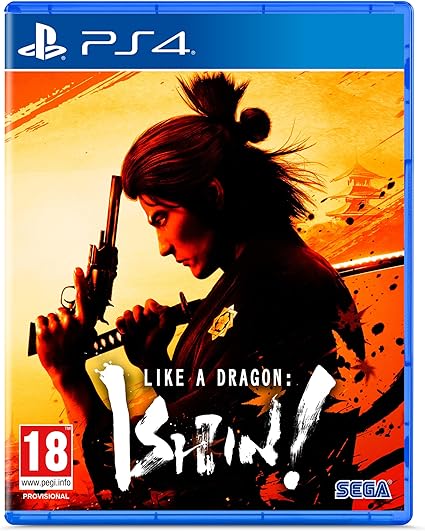 PS4
LIKE A DRAGON:
ISHIN!
18
www.pegi.info
PROVISIONAL
SEGA